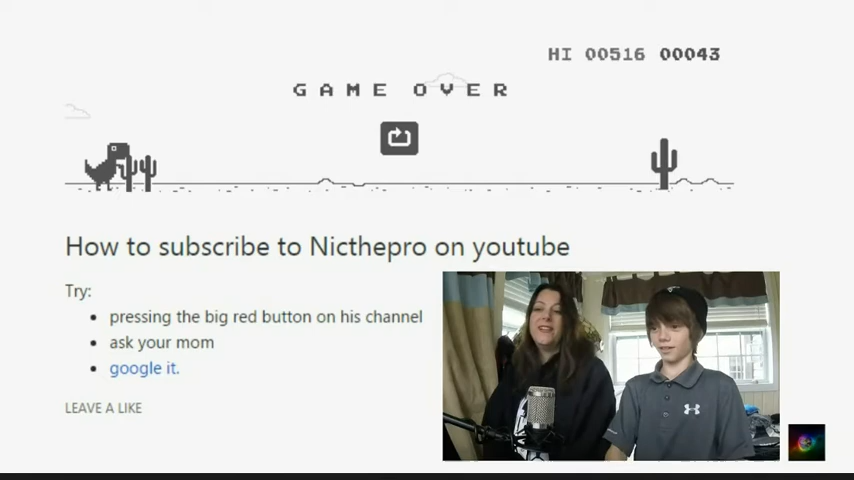 HI 00516 00043
GAME OVER
How to subscribe to Nicthepro on youtube
Try:
pressing the big red button on his channel
ask your mom
google it.
LEAVE A LIKE